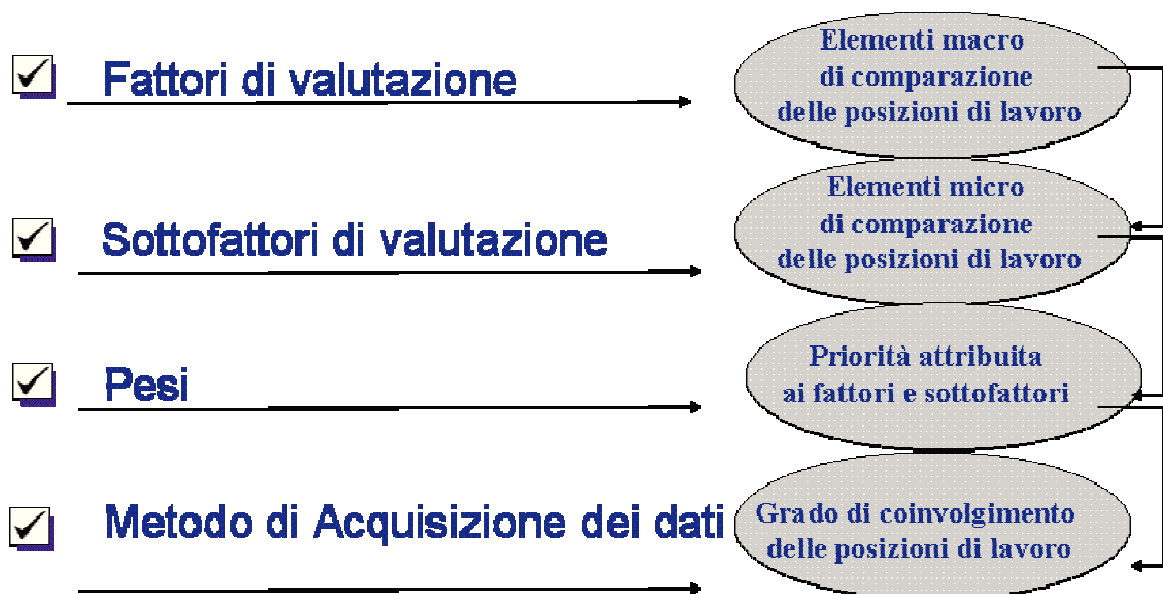 Fattori di valutazione
Elementi macro
di comparazione
delle posizioni di lavoro
Sottofattori di valutazione
Elementi micro
di comparazione
delle posizioni di lavoro
Pesi
Priorità attribuita
ai fattori e sottofattori
Metodo di Acquisizione dei dati
Grado di coinvolgimento
delle posizioni di lavoro